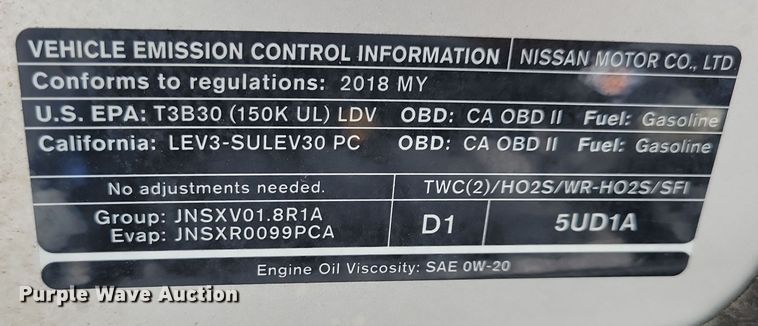 VEHICLE EMISSION CONTROL INFORMATION NISSAN MOTOR CO., LTD
Conforms to regulations: 2018 MY
U.S. EPA: T3B30 (150K UL) LDV OBD: CA OBD II Fuel: Gasoline
California: LEV3-SULEV30 PC OBD: CA OBD II Fuel: Gasoline
No adjustments needed. TWC(2)/HO2S/WR-HO2S/SFI
Group: JNSXV01.8R1A
Evap: JNSXR0099PCA
D1 5UD1A
Engine Oil Viscosity: SAE 0W-20
Purple Wave Auction